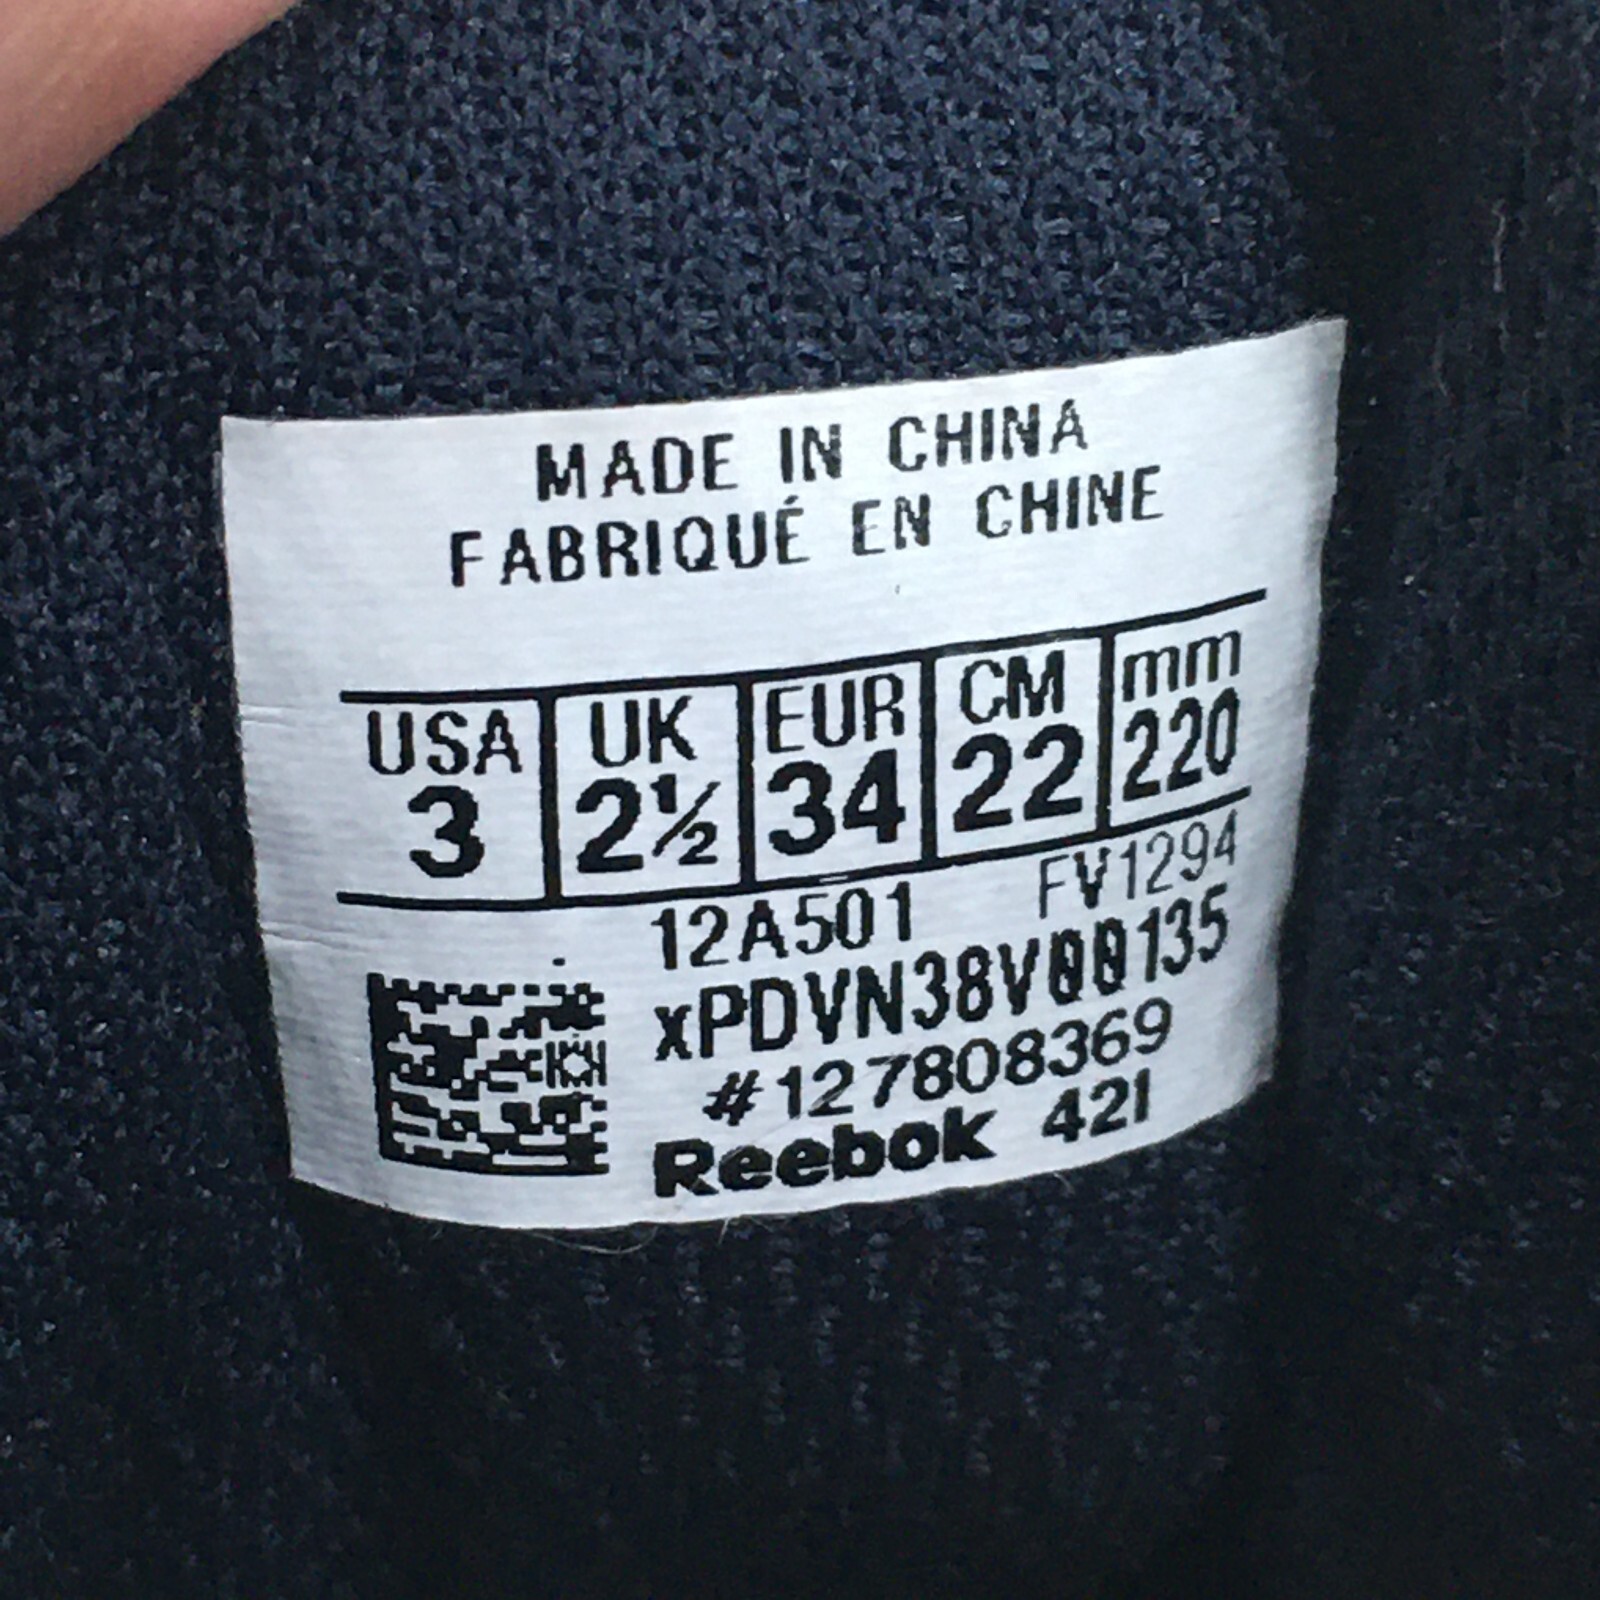 MADE IN CHINA
FABRIQUÉ EN CHINE
USA UK EUR CM mm
3 2½ 34 22 220
12A501 FV1294
xPDVN38V00135
#127808369
Reebok 421